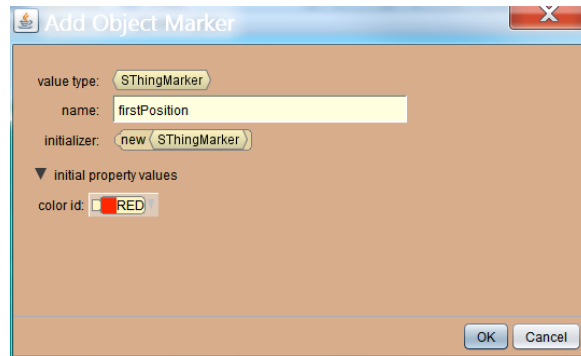 Add Object Marker
X
value type: SThingMarker
name: firstPosition
initializer: new SThingMarker
initial property values
color id: RED
OK Cancel